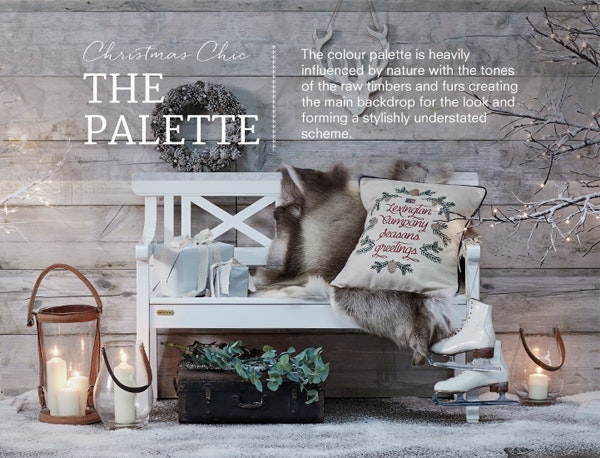 Christmas Chic
THE
PALETTE
The colour palette is heavily
influenced by nature with the tones
of the raw timbers and furs creating
the main backdrop for the look and
forming a stylishly understated
scheme.
Lexington
Company
Seasons
greetings